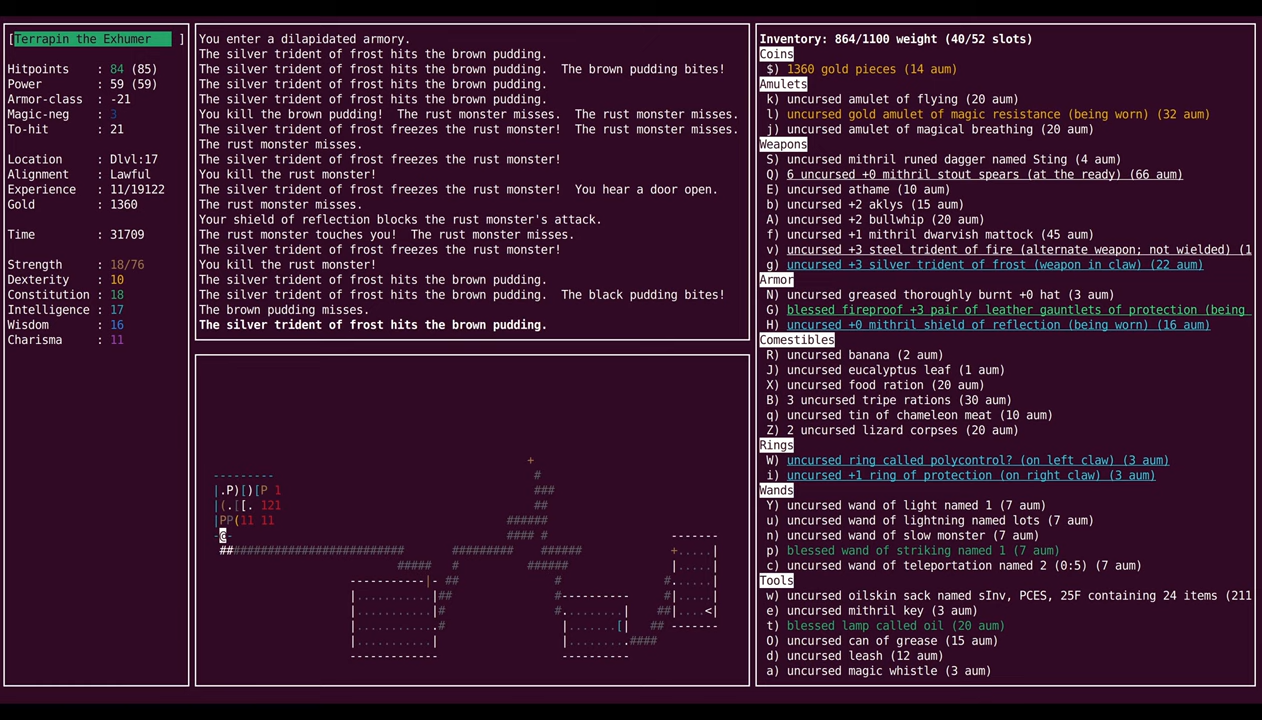 [Terrapin the Exhumer ]
Hitpoints : 84 (85)
Power : 59 (59)
Armor-class : -21
Magic-neg : 3
To-hit : 21
Location : Dlvl:17
Alignment : Lawful
Experience : 11/19122
Gold : 1360
Time : 31709
Strength : 18/76
Dexterity : 10
Constitution : 18
Intelligence : 17
Wisdom : 16
Charisma : 11
You enter a dilapidated armory.
The silver trident of frost hits the brown pudding.
The silver trident of frost hits the brown pudding. The brown pudding bites!
The silver trident of frost hits the brown pudding.
The silver trident of frost hits the brown pudding.
You kill the brown pudding! The rust monster misses. The rust monster misses.
The silver trident of frost freezes the rust monster! The rust monster misses.
The rust monster misses.
The silver trident of frost freezes the rust monster!
You kill the rust monster!
The silver trident of frost freezes the rust monster! You hear a door open.
The rust monster misses.
Your shield of reflection blocks the rust monster's attack.
The rust monster touches you! The rust monster misses.
The silver trident of frost freezes the rust monster!
You kill the rust monster!
The silver trident of frost hits the brown pudding. The black pudding bites!
The brown pudding misses.
The silver trident of frost hits the brown pudding.
+
--------- #
|.P)[)[P 1 ###
|(.[[. 121 ##
|PP(11 11 ######
-@- #### # -------
########################### ######### ###### +.....|
##### # ###### |.....|
-----------|- ## # #.....|
|...........|## #---------- #|.....|
|...........|# #.........| ##|....<|
|............# |.......[| ## -------
|...........| |.........####
------------- ----------
Inventory: 864/1100 weight (40/52 slots)
Coins
$) 1360 gold pieces (14 aum)
Amulets
k) uncursed amulet of flying (20 aum)
l) uncursed gold amulet of magic resistance (being worn) (32 aum)
j) uncursed amulet of magical breathing (20 aum)
Weapons
S) uncursed mithril runed dagger named Sting (4 aum)
Q) 6 uncursed +0 mithril stout spears (at the ready) (66 aum)
E) uncursed athame (10 aum)
b) uncursed +2 aklys (15 aum)
A) uncursed +2 bullwhip (20 aum)
f) uncursed +1 mithril dwarvish mattock (45 aum)
v) uncursed +3 steel trident of fire (alternate weapon; not wielded) (1
g) uncursed +3 silver trident of frost (weapon in claw) (22 aum)
Armor
N) uncursed greased thoroughly burnt +0 hat (3 aum)
G) blessed fireproof +3 pair of leather gauntlets of protection (being
H) uncursed +0 mithril shield of reflection (being worn) (16 aum)
Comestibles
R) uncursed banana (2 aum)
J) uncursed eucalyptus leaf (1 aum)
X) uncursed food ration (20 aum)
B) 3 uncursed tripe rations (30 aum)
q) uncursed tin of chameleon meat (10 aum)
Z) 2 uncursed lizard corpses (20 aum)
Rings
W) uncursed ring called polycontrol? (on left claw) (3 aum)
i) uncursed +1 ring of protection (on right claw) (3 aum)
Wands
Y) uncursed wand of light named 1 (7 aum)
u) uncursed wand of lightning named lots (7 aum)
n) uncursed wand of slow monster (7 aum)
p) blessed wand of striking named 1 (7 aum)
c) uncursed wand of teleportation named 2 (0:5) (7 aum)
Tools
w) uncursed oilskin sack named sInv, PCES, 25F containing 24 items (211
e) uncursed mithril key (3 aum)
t) blessed lamp called oil (20 aum)
O) uncursed can of grease (15 aum)
d) uncursed leash (12 aum)
a) uncursed magic whistle (3 aum)